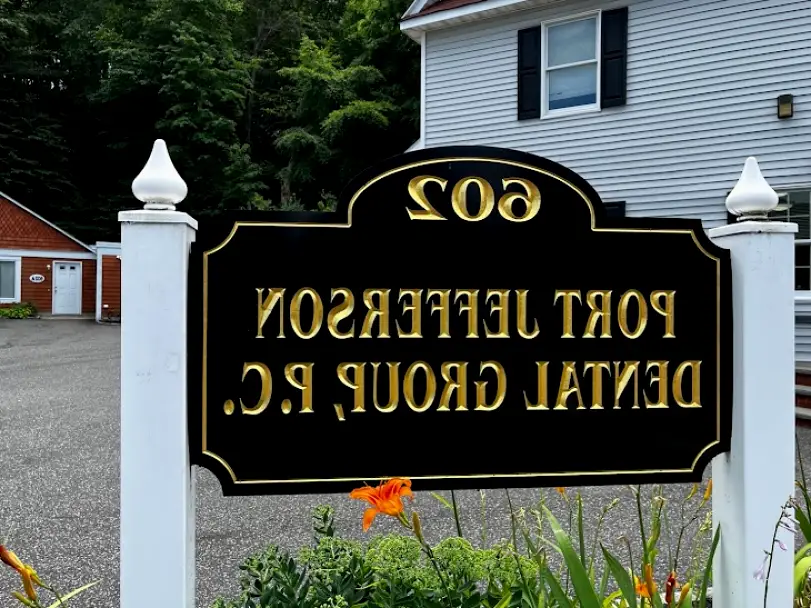 602
PORT JEFFERSON
DENTAL GROUP, P.C.